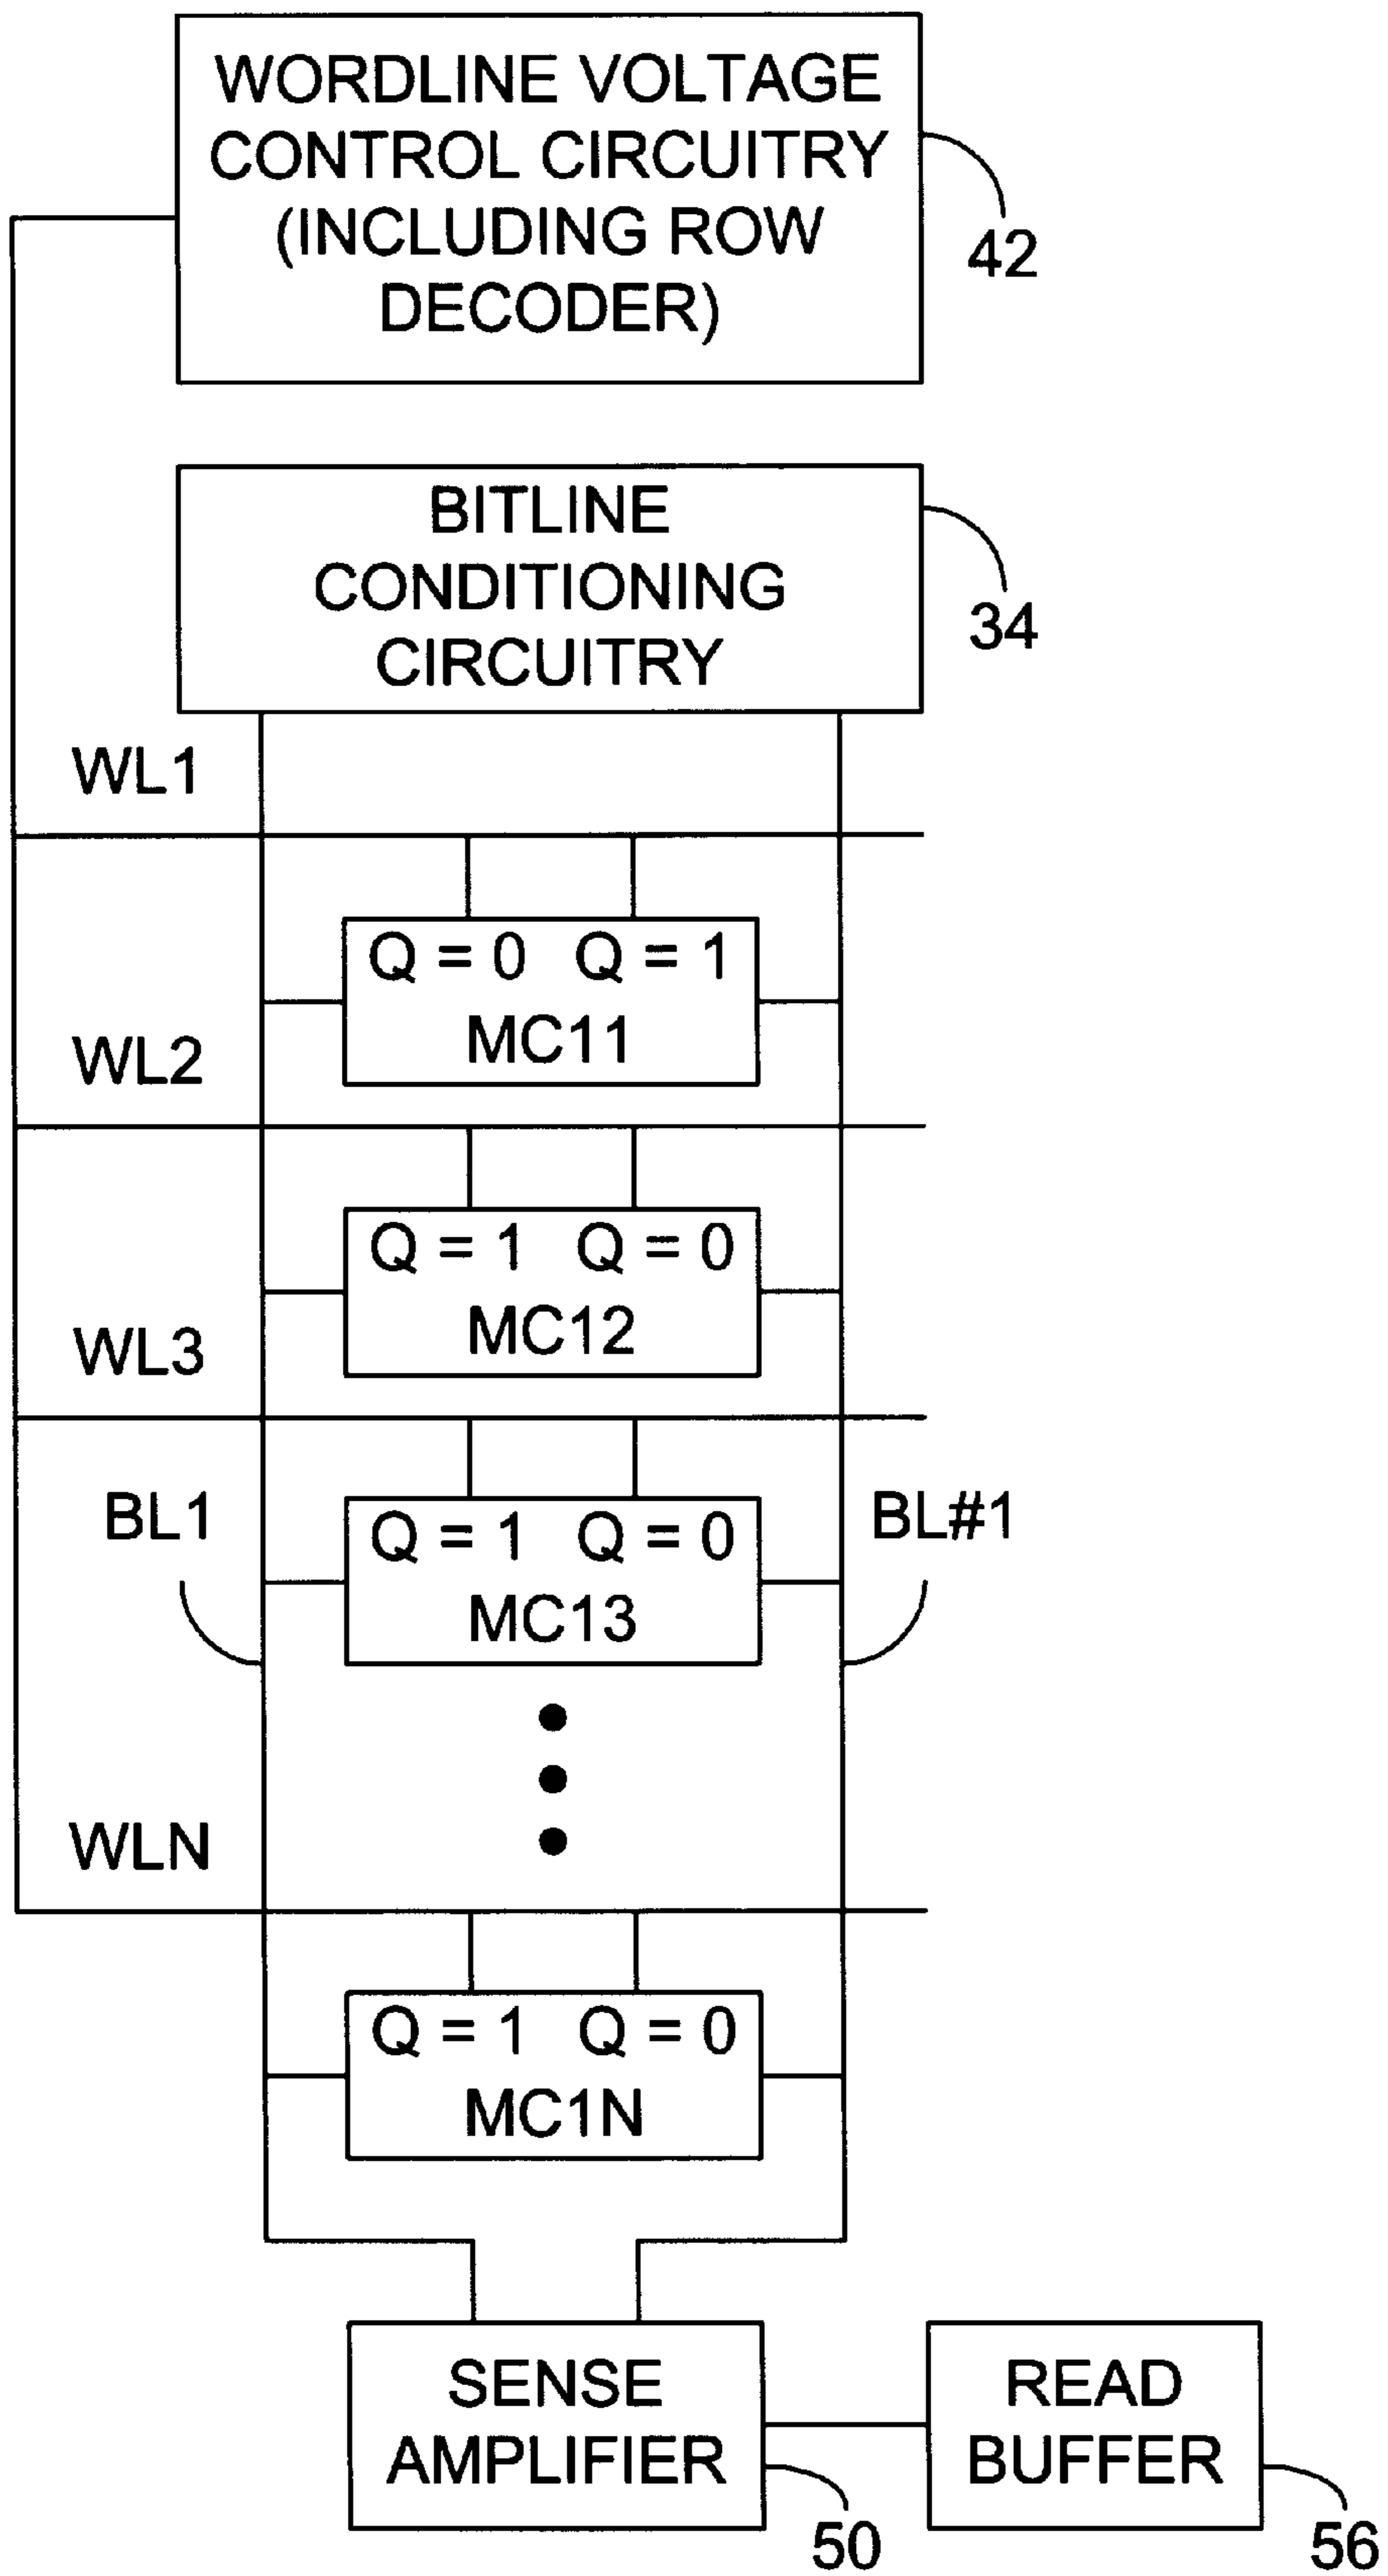 WORDLINE VOLTAGE
CONTROL CIRCUITRY
(INCLUDING ROW
DECODER)
42
BITLINE
CONDITIONING
CIRCUITRY
34
WL1
Q = 0 Q = 1
MC11
WL2
Q = 1 Q = 0
MC12
WL3
BL1
BL#1
Q = 1 Q = 0
MC13
WLN
Q = 1 Q = 0
MC1N
SENSE
AMPLIFIER
50
READ
BUFFER
56